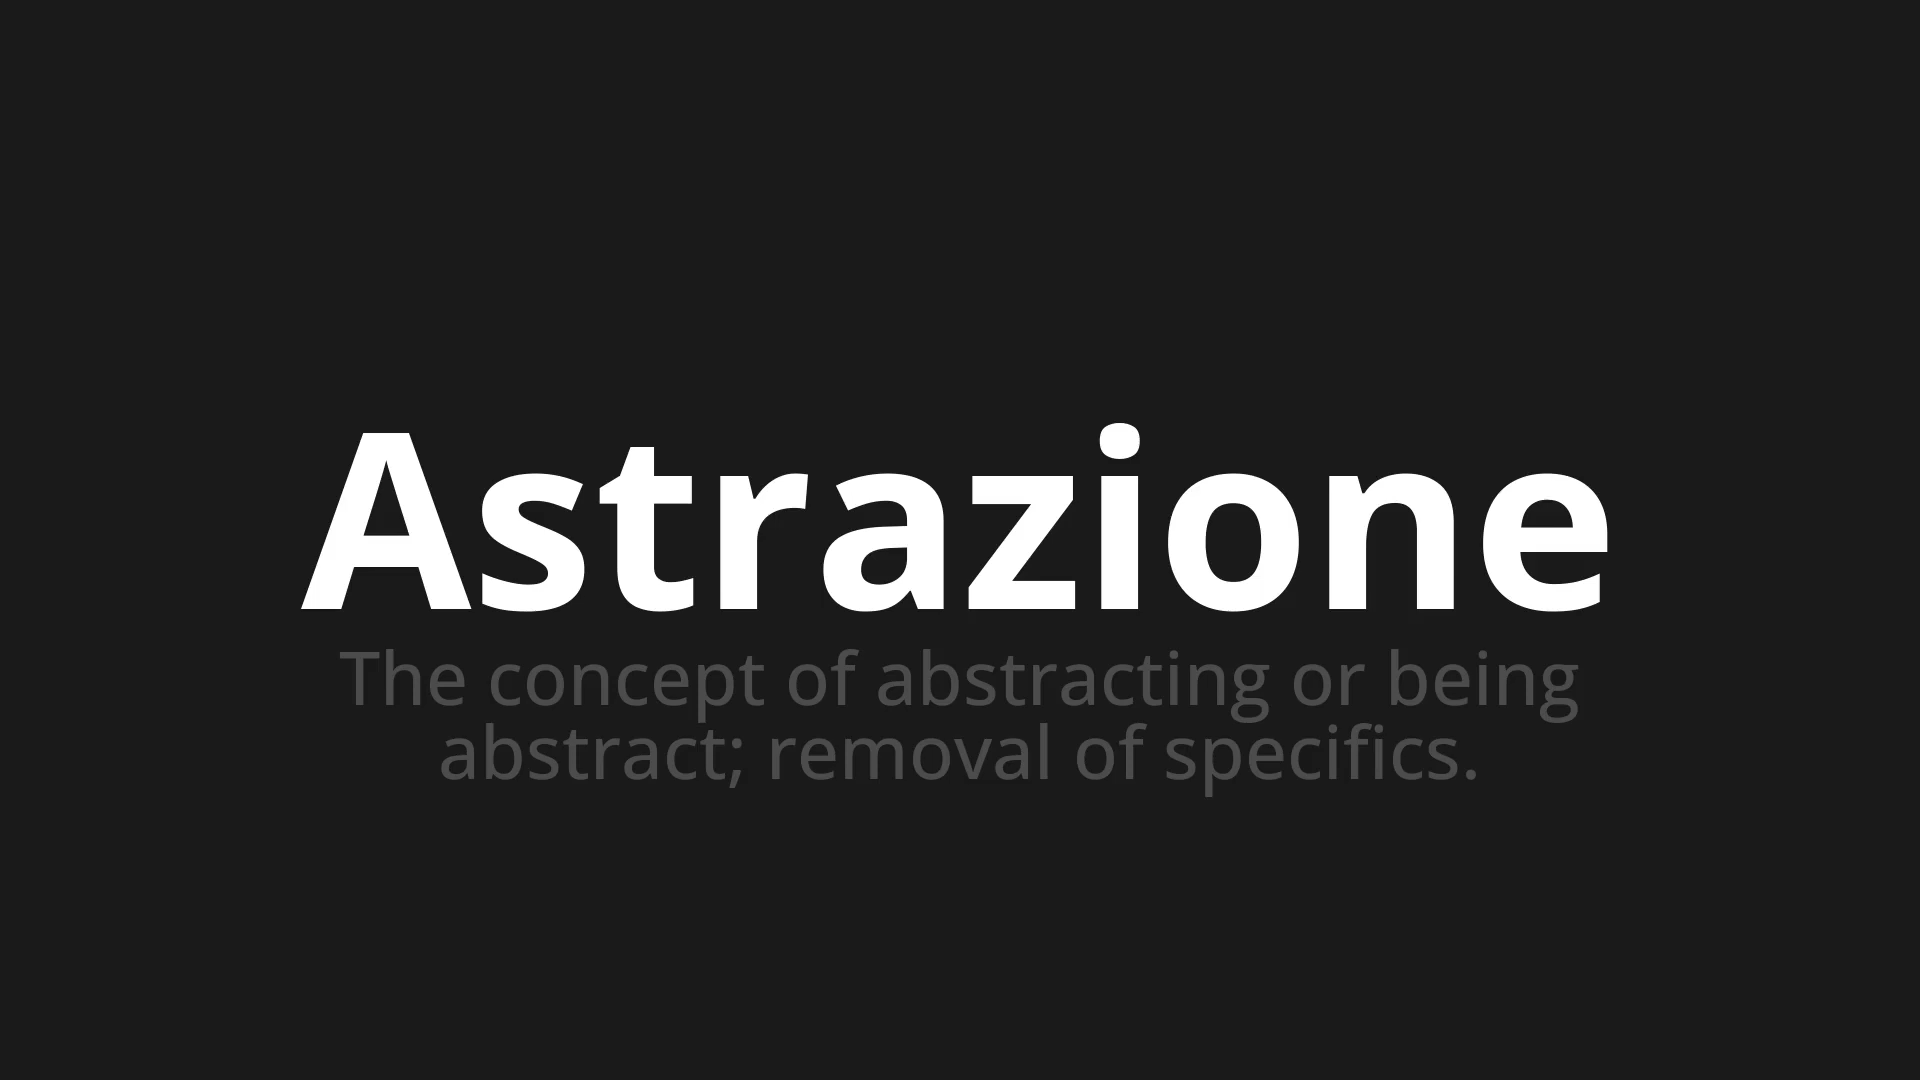 Astrazione
The concept of abstracting or being
abstract; removal of specifics.